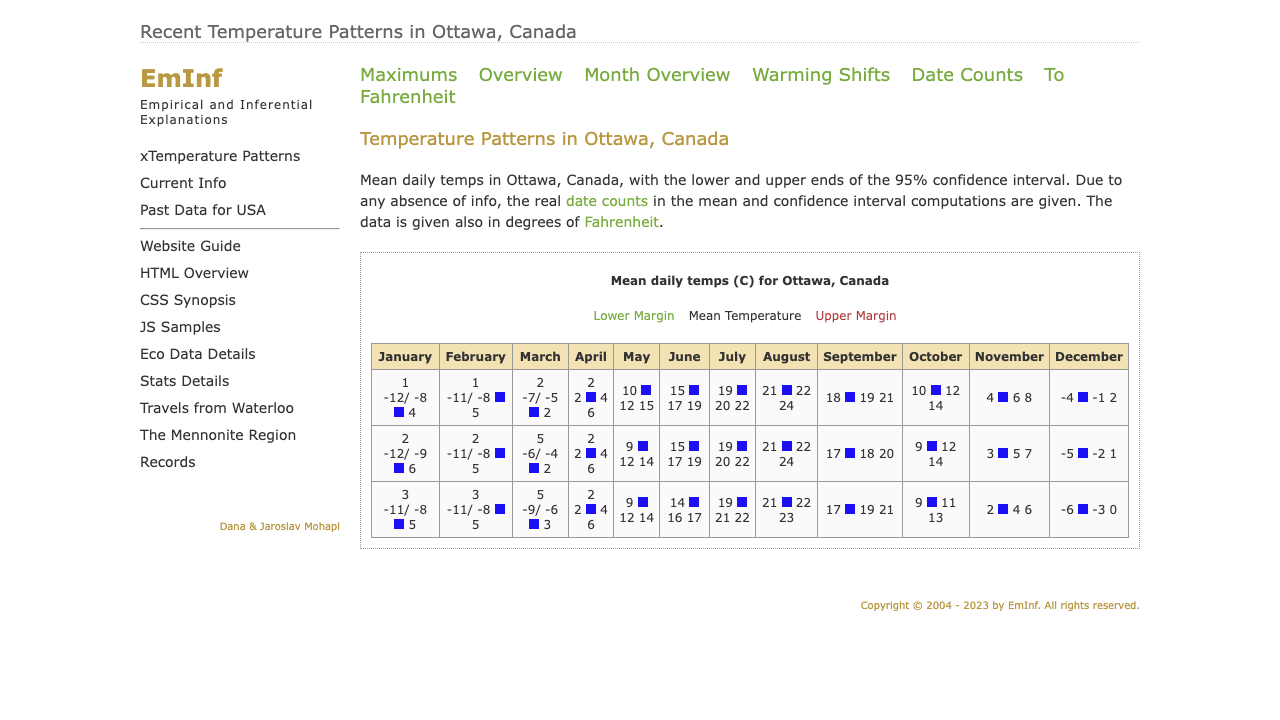 Recent Temperature Patterns in Ottawa, Canada
EmInf
Empirical and Inferential
Explanations
xTemperature Patterns
Current Info
Past Data for USA
Website Guide
HTML Overview
CSS Synopsis
JS Samples
Eco Data Details
Stats Details
Travels from Waterloo
The Mennonite Region
Records
Dana & Jaroslav Mohapl
Maximums Overview Month Overview Warming Shifts Date Counts To
Fahrenheit
Temperature Patterns in Ottawa, Canada
Mean daily temps in Ottawa, Canada, with the lower and upper ends of the 95% confidence interval. Due to
any absence of info, the real date counts in the mean and confidence interval computations are given. The
data is given also in degrees of Fahrenheit.
Mean daily temps (C) for Ottawa, Canada
Lower Margin Mean Temperature Upper Margin
January February March April May June July August September October November December
1 1 2 2
-12/ -8 -11/ -8 -7/ -5 2 4 10 15 19 21 22 18 19 21 10 12 4 6 8 -4 -1 2
4 5 2 6 12 15 17 19 20 22 24 14
2 2 5 2
-12/ -9 -11/ -8 -6/ -4 2 4 9 15 19 21 22 17 18 20 9 12 3 5 7 -5 -2 1
6 5 2 6 12 14 17 19 20 22 24 14
3 3 5 2
-11/ -8 -11/ -8 -9/ -6 2 4 9 14 19 21 22 17 19 21 9 11 2 4 6 -6 -3 0
5 5 3 6 12 14 16 17 21 22 23 13
Copyright © 2004 - 2023 by EmInf. All rights reserved.